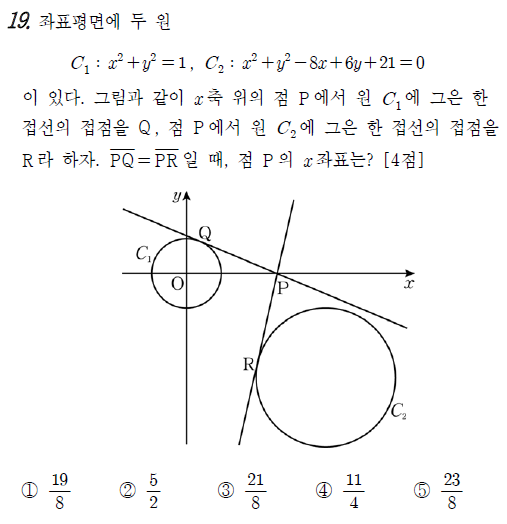 19. 좌표평면에 두 원
C₁ : x²+y²=1, C₂ : x²+y²−8x+6y+21=0
이 있다. 그림과 같이 x축 위의 점 P에서 원 C₁에 그은 한
접선의 접점을 Q, 점 P에서 원 C₂에 그은 한 접선의 접점을
R라 하자. P̅Q̅=P̅R̅일 때, 점 P의 x좌표는? [4점]
y
Q
C₁
O
P
x
R
C₂
① 19/8 ② 5/2 ③ 21/8 ④ 11/4 ⑤ 23/8